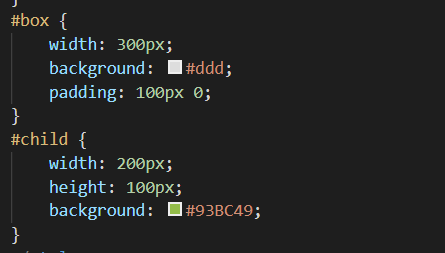 }
#box {
width: 300px;
background: #ddd;
padding: 100px 0;
}
#child {
width: 200px;
height: 100px;
background: #93BC49;
}